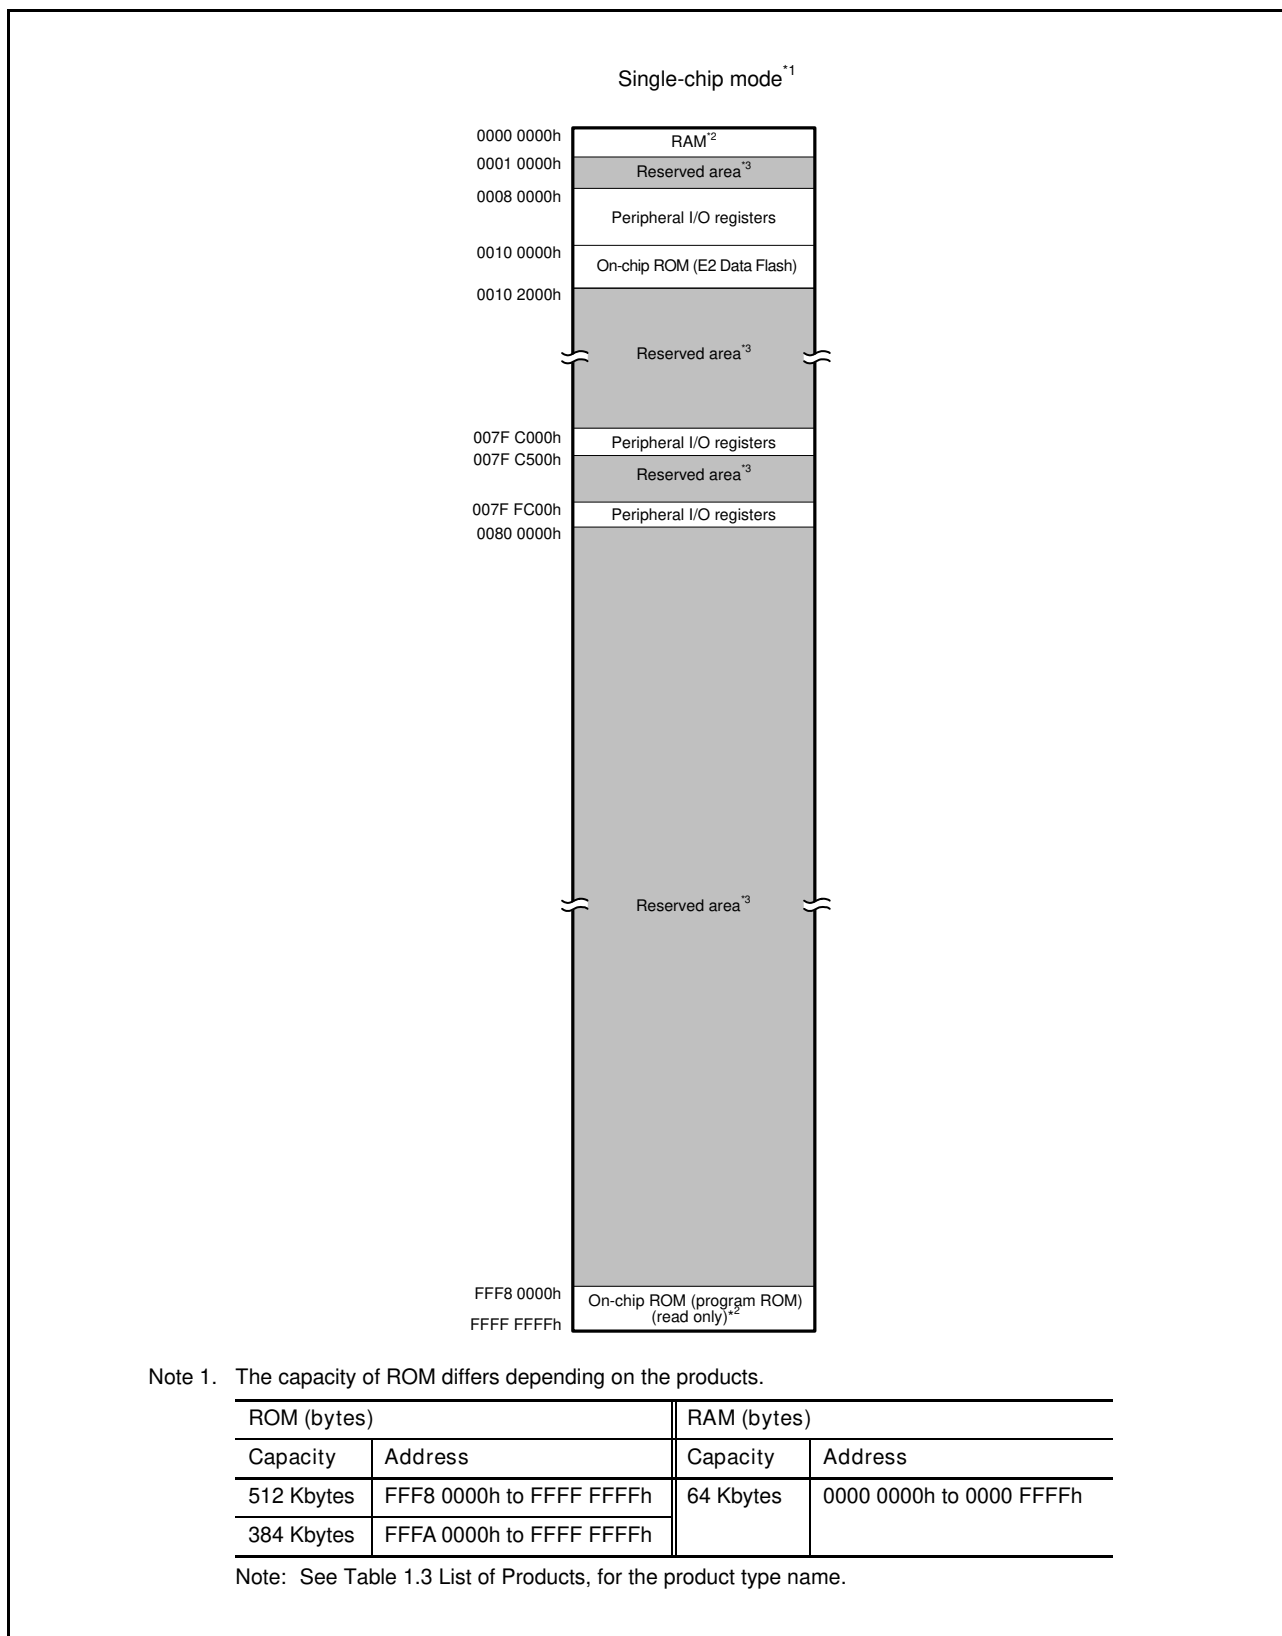 Single-chip mode*1
0000 0000h
RAM*2
0001 0000h
Reserved area*3
0008 0000h
Peripheral I/O registers
0010 0000h
On-chip ROM (E2 Data Flash)
0010 2000h
Reserved area*3
007F C000h
Peripheral I/O registers
007F C500h
Reserved area*3
007F FC00h
Peripheral I/O registers
0080 0000h
Reserved area*3
FFF8 0000h
On-chip ROM (program ROM)
(read only)*2
FFFF FFFFh
Note 1. The capacity of ROM differs depending on the products.
ROM (bytes) RAM (bytes)
Capacity Address Capacity Address
512 Kbytes FFF8 0000h to FFFF FFFFh 64 Kbytes 0000 0000h to 0000 FFFFh
384 Kbytes FFFA 0000h to FFFF FFFFh
Note: See Table 1.3 List of Products, for the product type name.